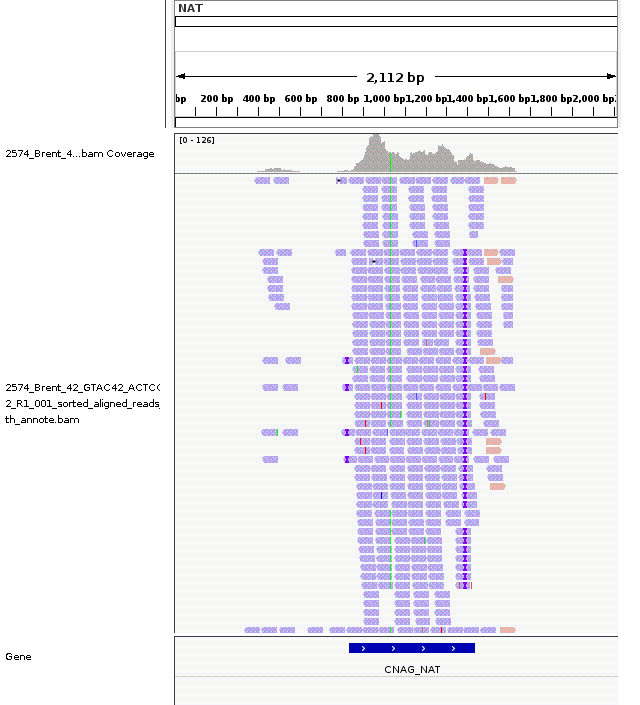 NAT
2,112 bp
bp 200 bp 400 bp 600 bp 800 bp 1,000 bp 1,200 bp 1,400 bp 1,600 bp 1,800 bp 2,000 bp
[0 - 126]
2574_Brent_4...bam Coverage
2574_Brent_42_GTAC42_ACTC
2_R1_001_sorted_aligned_reads_
th_annote.bam
Gene
CNAG_NAT